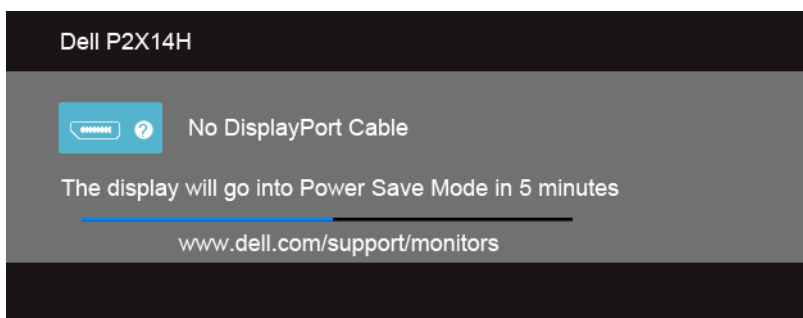 Dell P2X14H
No DisplayPort Cable
The display will go into Power Save Mode in 5 minutes
www.dell.com/support/monitors